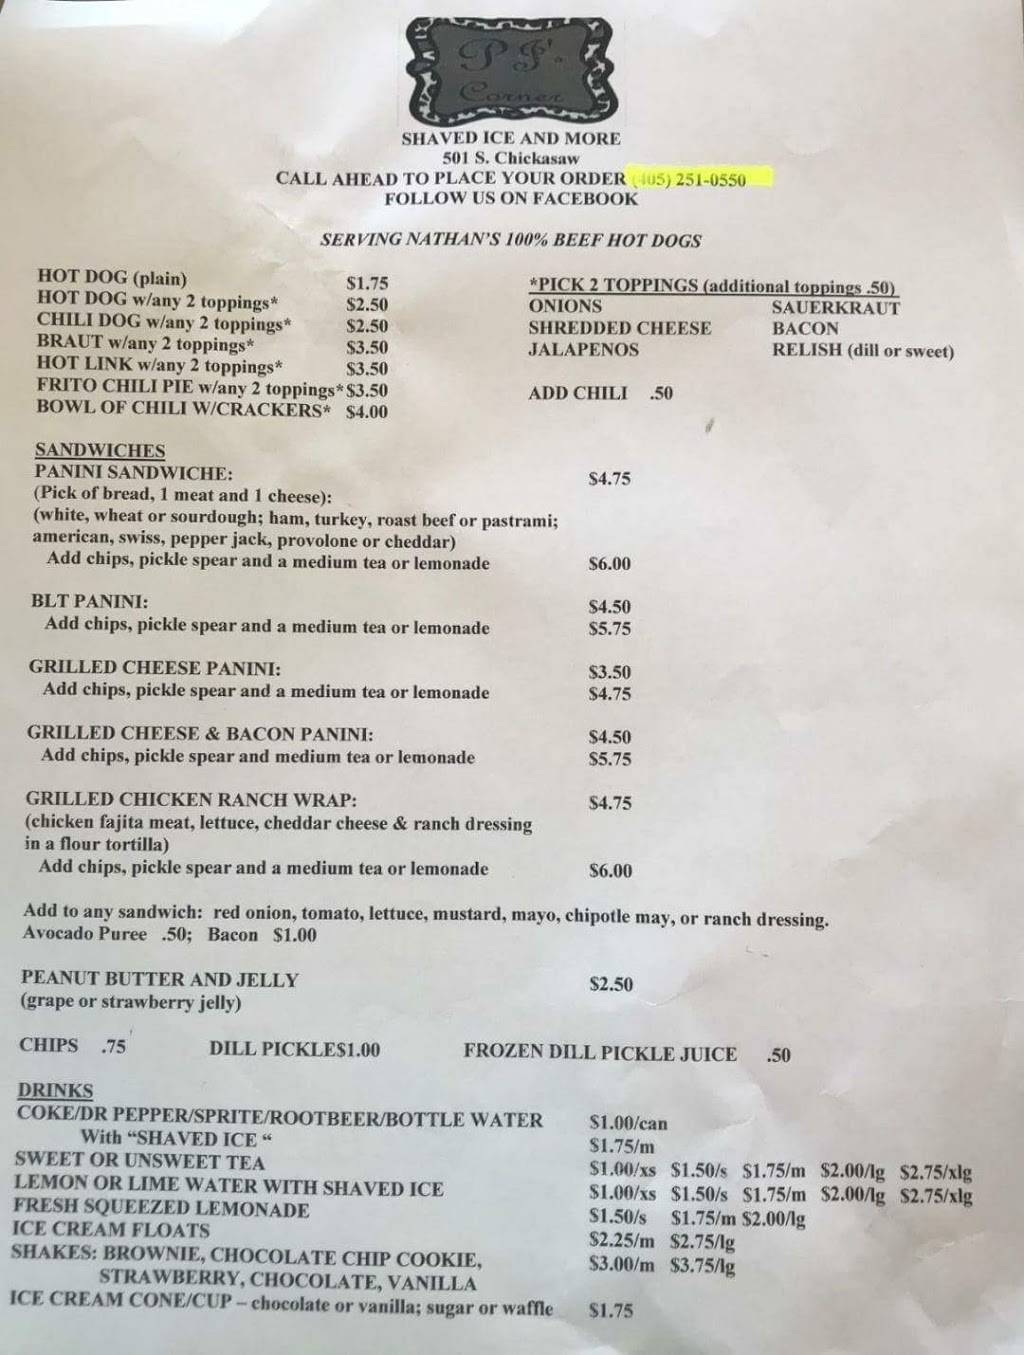 PJ's
Corner
SHAVED ICE AND MORE
501 S. Chickasaw
CALL AHEAD TO PLACE YOUR ORDER (405) 251-0550
FOLLOW US ON FACEBOOK
SERVING NATHAN'S 100% BEEF HOT DOGS
HOT DOG (plain) $1.75
HOT DOG w/any 2 toppings* $2.50
CHILI DOG w/any 2 toppings* $2.50
BRAUT w/any 2 toppings* $3.50
HOT LINK w/any 2 toppings* $3.50
FRITO CHILI PIE w/any 2 toppings* $3.50
BOWL OF CHILI W/CRACKERS* $4.00
*PICK 2 TOPPINGS (additional toppings .50)
ONIONS SAUERKRAUT
SHREDDED CHEESE BACON
JALAPENOS RELISH (dill or sweet)
ADD CHILI .50
SANDWICHES
PANINI SANDWICHE: $4.75
(Pick of bread, 1 meat and 1 cheese):
(white, wheat or sourdough; ham, turkey, roast beef or pastrami;
american, swiss, pepper jack, provolone or cheddar)
Add chips, pickle spear and a medium tea or lemonade $6.00
BLT PANINI: $4.50
Add chips, pickle spear and a medium tea or lemonade $5.75
GRILLED CHEESE PANINI: $3.50
Add chips, pickle spear and a medium tea or lemonade $4.75
GRILLED CHEESE & BACON PANINI: $4.50
Add chips, pickle spear and medium tea or lemonade $5.75
GRILLED CHICKEN RANCH WRAP: $4.75
(chicken fajita meat, lettuce, cheddar cheese & ranch dressing
in a flour tortilla)
Add chips, pickle spear and a medium tea or lemonade $6.00
Add to any sandwich: red onion, tomato, lettuce, mustard, mayo, chipotle may, or ranch dressing.
Avocado Puree .50; Bacon $1.00
PEANUT BUTTER AND JELLY $2.50
(grape or strawberry jelly)
CHIPS .75 DILL PICKLE$1.00 FROZEN DILL PICKLE JUICE .50
DRINKS
COKE/DR PEPPER/SPRITE/ROOTBEER/BOTTLE WATER $1.00/can
With "SHAVED ICE " $1.75/m
SWEET OR UNSWEET TEA $1.00/xs $1.50/s $1.75/m $2.00/lg $2.75/xlg
LEMON OR LIME WATER WITH SHAVED ICE $1.00/xs $1.50/s $1.75/m $2.00/lg $2.75/xlg
FRESH SQUEEZED LEMONADE $1.50/s $1.75/m $2.00/lg
ICE CREAM FLOATS $2.25/m $2.75/lg
SHAKES: BROWNIE, CHOCOLATE CHIP COOKIE, $3.00/m $3.75/lg
STRAWBERRY, CHOCOLATE, VANILLA
ICE CREAM CONE/CUP – chocolate or vanilla; sugar or waffle $1.75